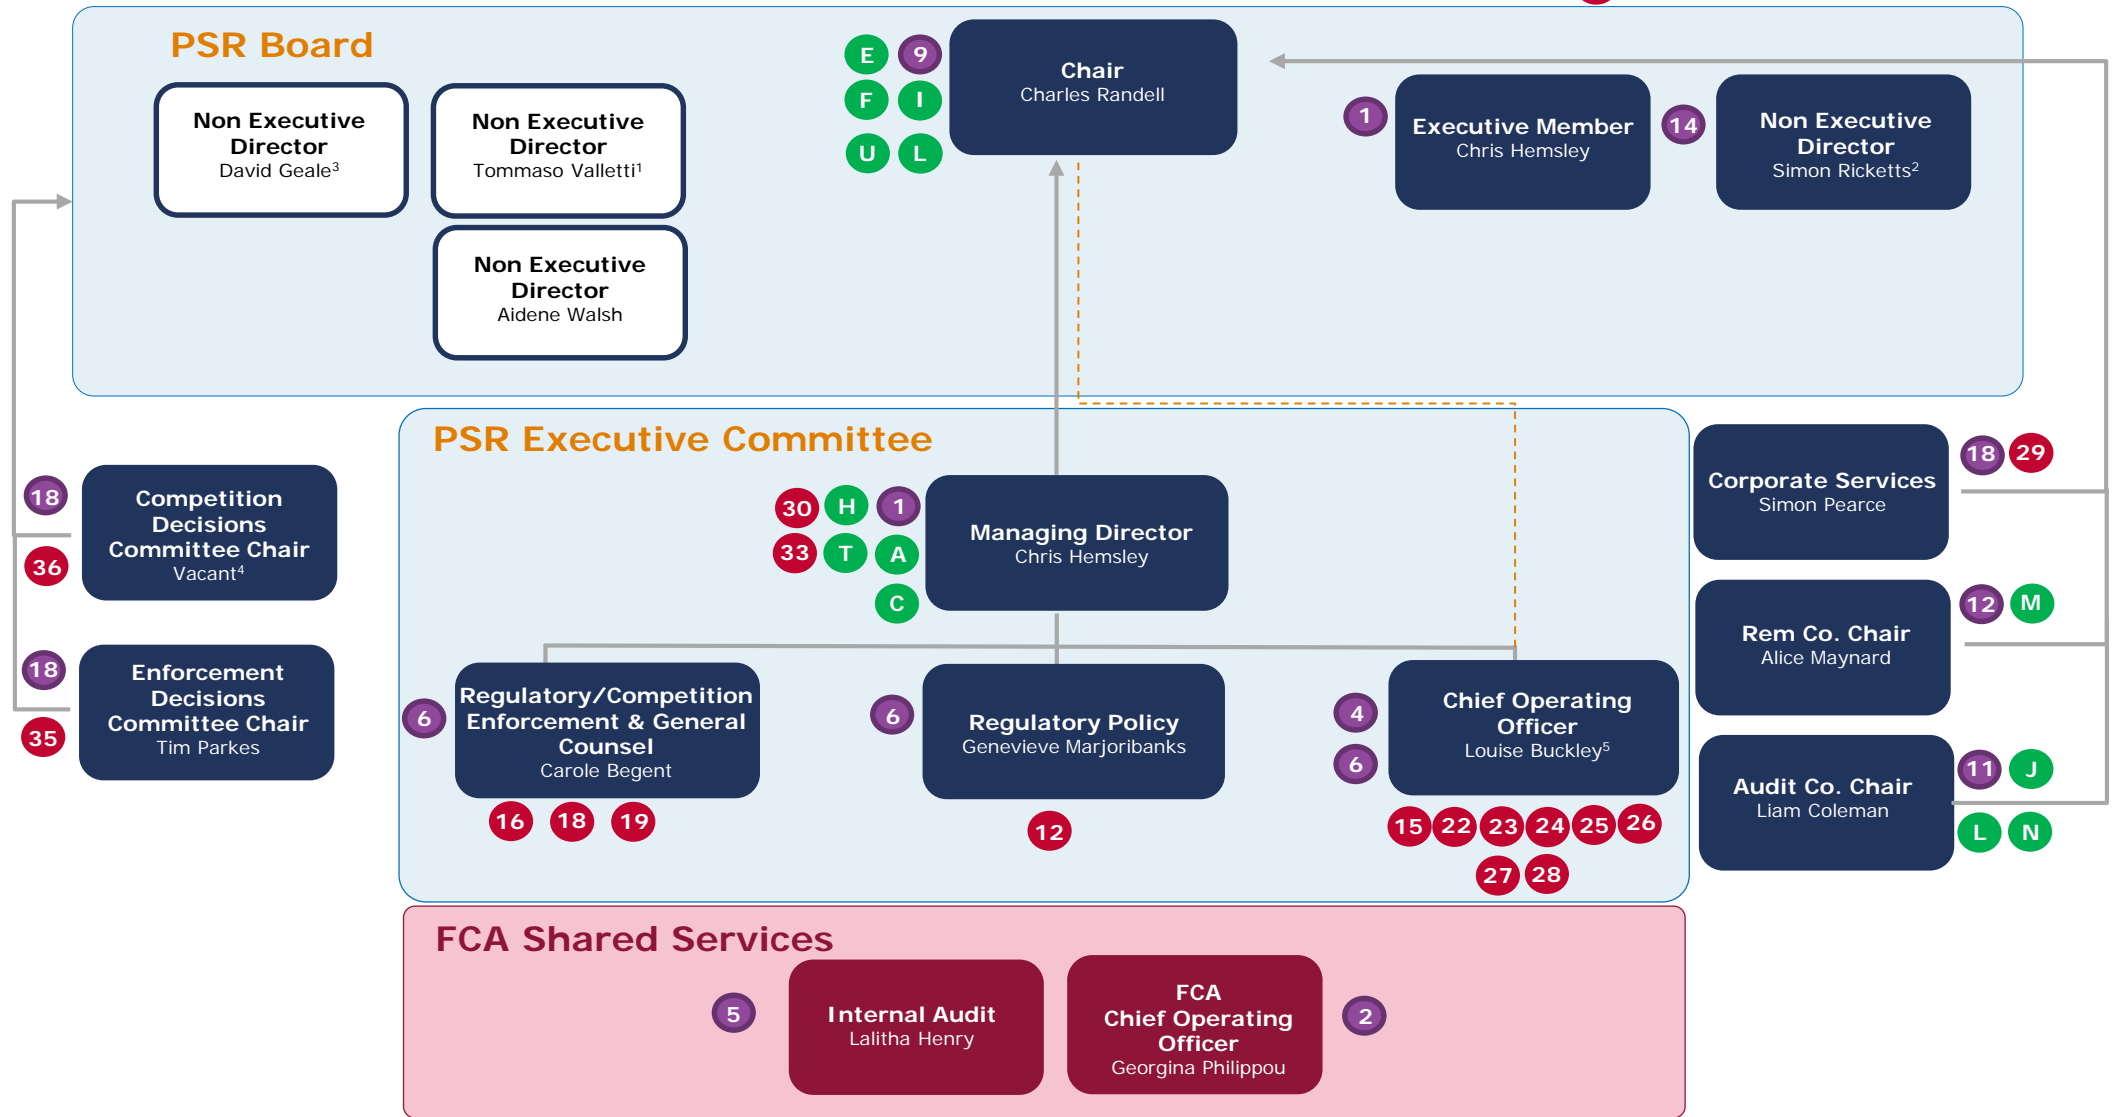 PSR Board
Non Executive
Director
David Geale3
Non Executive
Director
Tommaso Valletti1
Non Executive
Director
Aidene Walsh
E 9
F I
U L
Chair
Charles Randell
1
Executive Member
Chris Hemsley
14
Non Executive
Director
Simon Ricketts2
PSR Executive Committee
18
36
Competition
Decisions
Committee Chair
Vacant4
18
35
Enforcement
Decisions
Committee Chair
Tim Parkes
30 H 1
33 T A
C
Managing Director
Chris Hemsley
6
Regulatory/Competition
Enforcement & General
Counsel
Carole Begent
16 18 19
6
Regulatory Policy
Genevieve Marjoribanks
12
4
6
Chief Operating
Officer
Louise Buckley5
15 22 23 24 25 26
27 28
Corporate Services
Simon Pearce
18 29
Rem Co. Chair
Alice Maynard
12 M
Audit Co. Chair
Liam Coleman
11 J
L N
FCA Shared Services
5
Internal Audit
Lalitha Henry
FCA
Chief Operating
Officer
Georgina Philippou
2